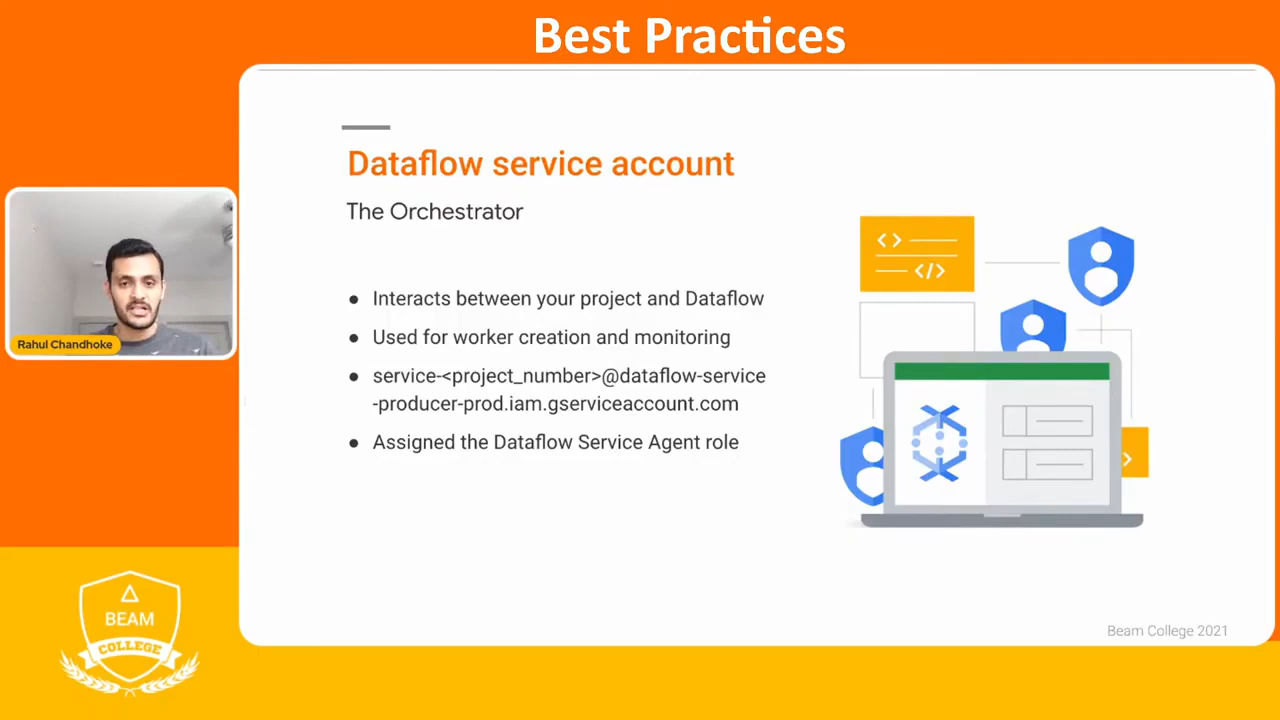 Best Practices
Dataflow service account
The Orchestrator
● Interacts between your project and Dataflow
● Used for worker creation and monitoring
● service-<project_number>@dataflow-service
-producer-prod.iam.gserviceaccount.com
● Assigned the Dataflow Service Agent role
Rahul Chandhoke
BEAM
COLLEGE
Beam College 2021